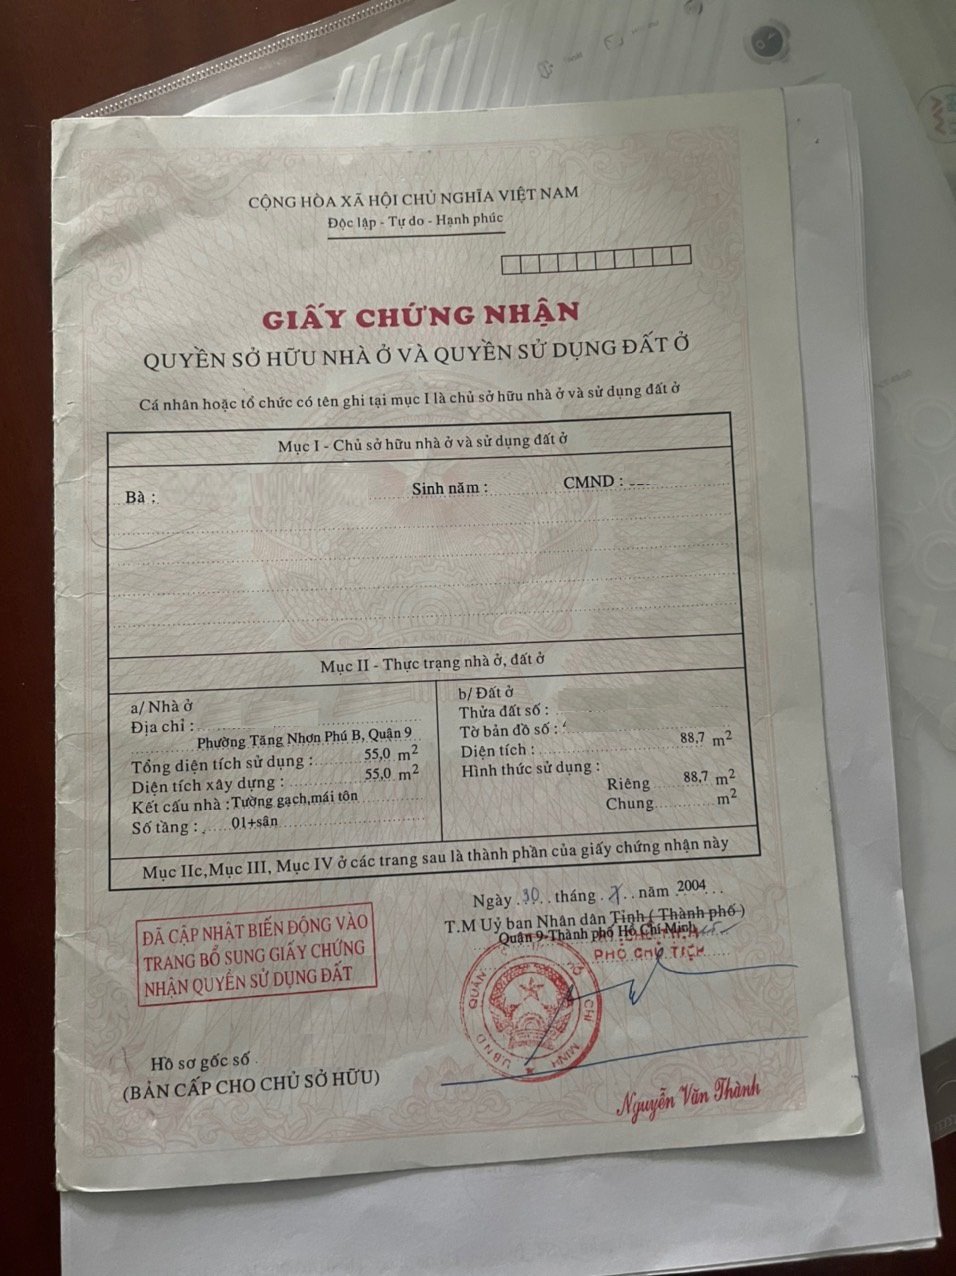 CỘNG HÒA XÃ HỘI CHỦ NGHĨA VIỆT NAM
Độc lập - Tự do - Hạnh phúc
GIẤY CHỨNG NHẬN
QUYỀN SỞ HỮU NHÀ Ở VÀ QUYỀN SỬ DỤNG ĐẤT Ở
Cá nhân hoặc tổ chức có tên ghi tại mục I là chủ sở hữu nhà ở và sử dụng đất ở
Mục I - Chủ sở hữu nhà ở và sử dụng đất ở
Bà : Sinh năm : CMND :
Mục II - Thực trạng nhà ở, đất ở
a/ Nhà ở
Địa chỉ :
Phường Tăng Nhơn Phú B, Quận 9
Tổng diện tích sử dụng : 55,0 m²
Diện tích xây dựng : 55,0 m²
Kết cấu nhà : Tường gạch,mái tôn
Số tầng : 01+sân
b/ Đất ở
Thửa đất số :
Tờ bản đồ số :
Diện tích : 88,7 m²
Hình thức sử dụng :
Riêng 88,7 m²
Chung m²
Mục IIc,Mục III, Mục IV ở các trang sau là thành phần của giấy chứng nhận này
Ngày 30 tháng 7 năm 2004
T.M Uỷ ban Nhân dân Tỉnh ( Thành phố )
Quận 9-Thành phố Hồ Chí Minh
PHÓ CHỦ TỊCH
ĐÃ CẬP NHẬT BIẾN ĐỘNG VÀO
TRANG BỔ SUNG GIẤY CHỨNG
NHẬN QUYỀN SỬ DỤNG ĐẤT
Hồ sơ gốc số
(BẢN CẤP CHO CHỦ SỞ HỮU)
Nguyễn Văn Thành